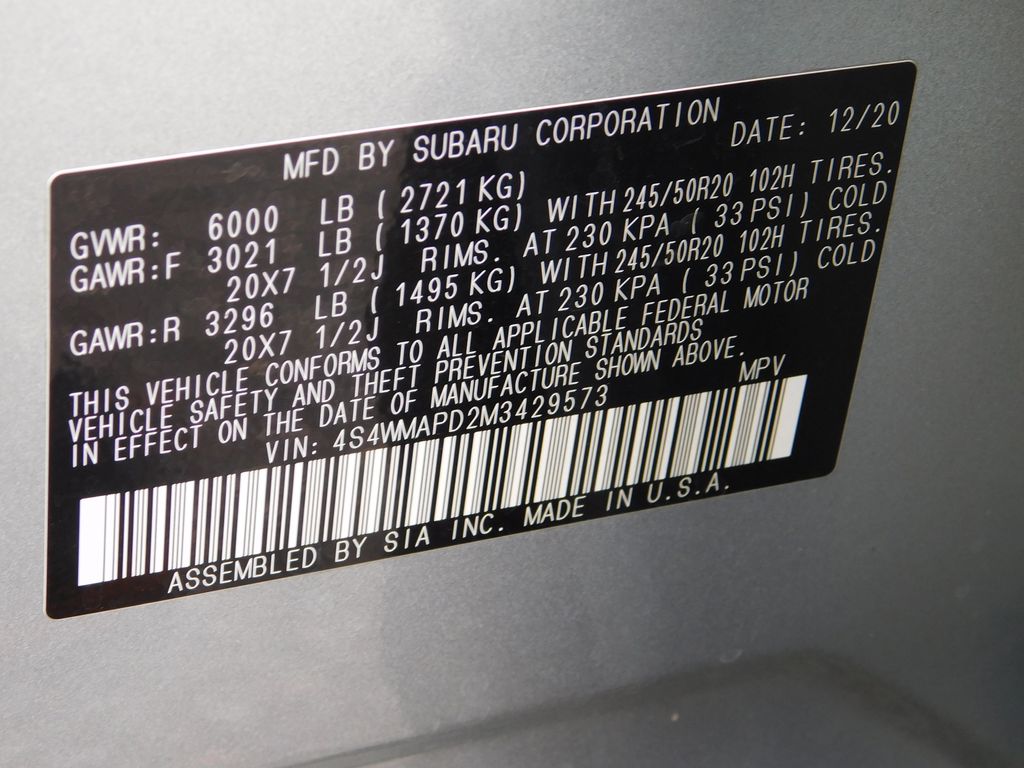 MFD BY SUBARU CORPORATION DATE: 12/20
GVWR: 6000 LB ( 2721 KG)
GAWR:F 3021 LB ( 1370 KG) WITH 245/50R20 102H TIRES.
20X7 1/2J RIMS. AT 230 KPA ( 33 PSI) COLD
GAWR:R 3296 LB ( 1495 KG) WITH 245/50R20 102H TIRES.
20X7 1/2J RIMS. AT 230 KPA ( 33 PSI) COLD
THIS VEHICLE CONFORMS TO ALL APPLICABLE FEDERAL MOTOR
VEHICLE SAFETY AND THEFT PREVENTION STANDARDS
IN EFFECT ON THE DATE OF MANUFACTURE SHOWN ABOVE.
VIN: 4S4WMAPD2M3429573 MPV
ASSEMBLED BY SIA INC. MADE IN U.S.A.